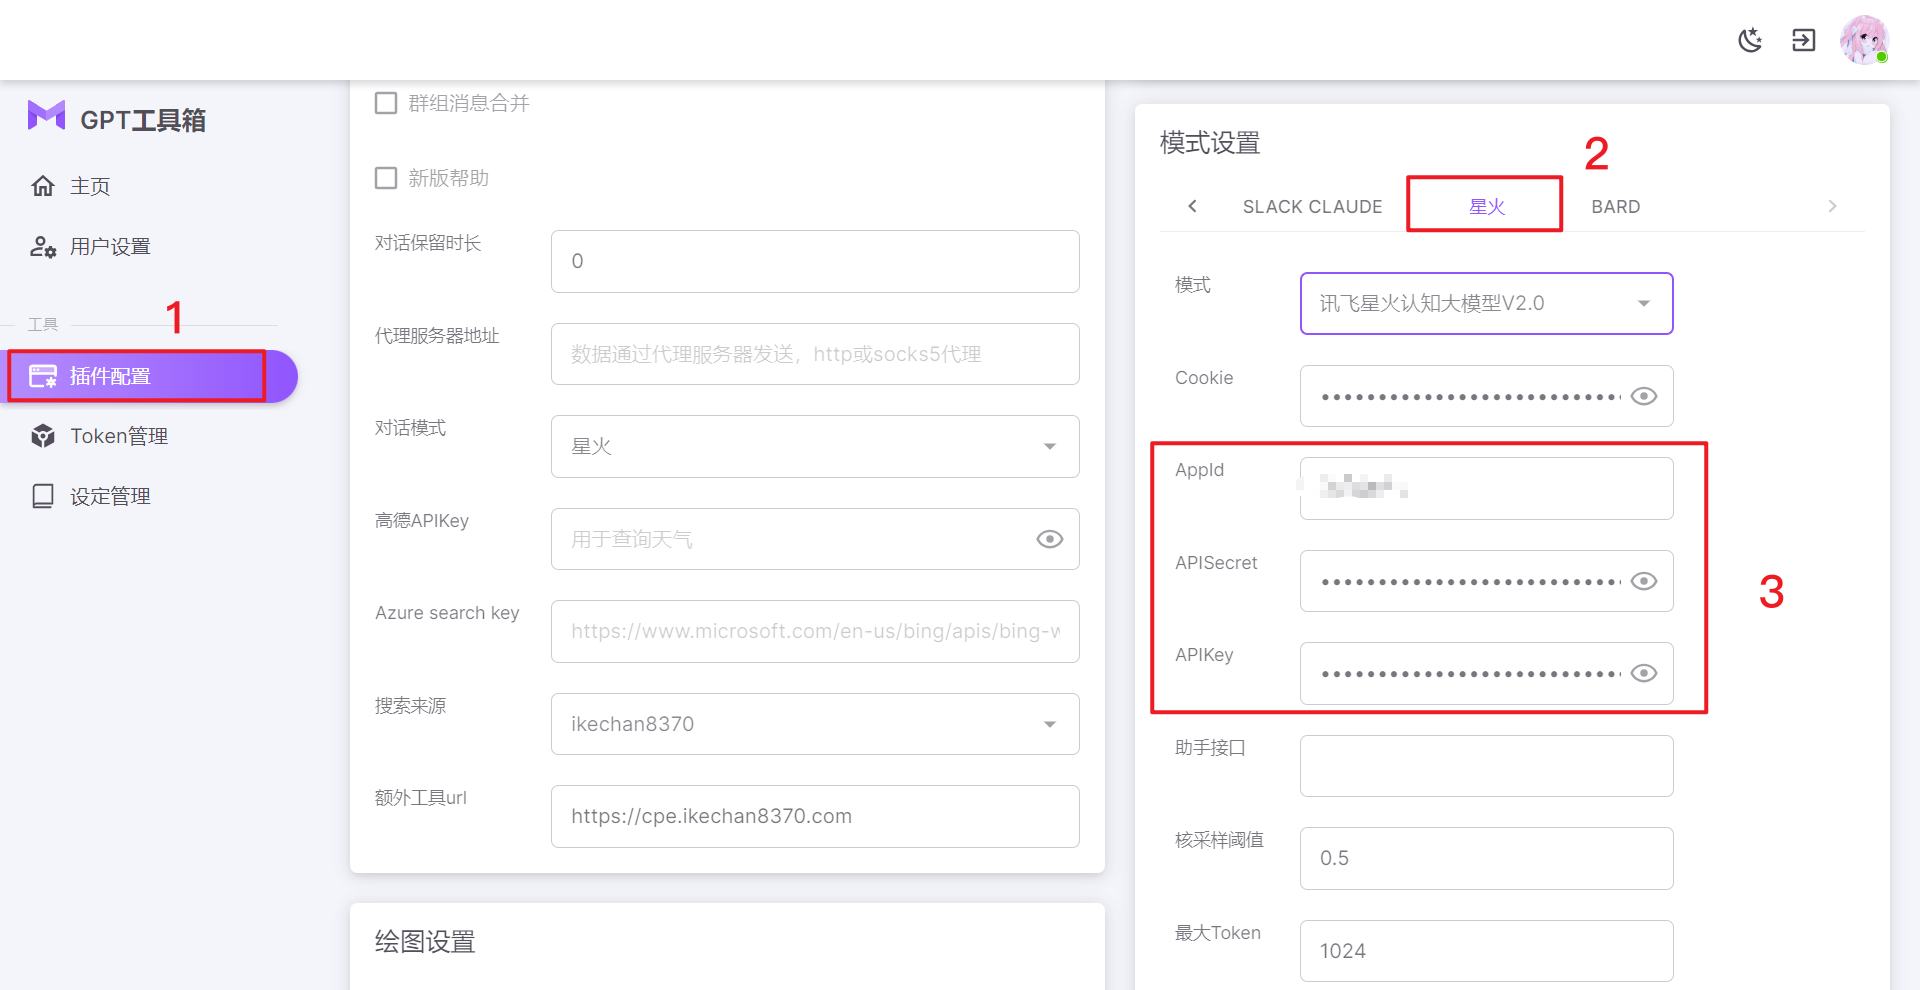 GPT工具箱
主页
用户设置
工具
1
插件配置
Token管理
设定管理
群组消息合并
新版帮助
对话保留时长
0
代理服务器地址
数据通过代理服务器发送，http或socks5代理
对话模式
星火
高德APIKey
用于查询天气
Azure search key
https://www.microsoft.com/en-us/bing/apis/bing-w
搜索来源
ikechan8370
额外工具url
https://cpe.ikechan8370.com
绘图设置
模式设置
2
SLACK CLAUDE 星火 BARD
模式
讯飞星火认知大模型V2.0
Cookie
AppId
APISecret
3
APIKey
助手接口
核采样阈值
0.5
最大Token
1024